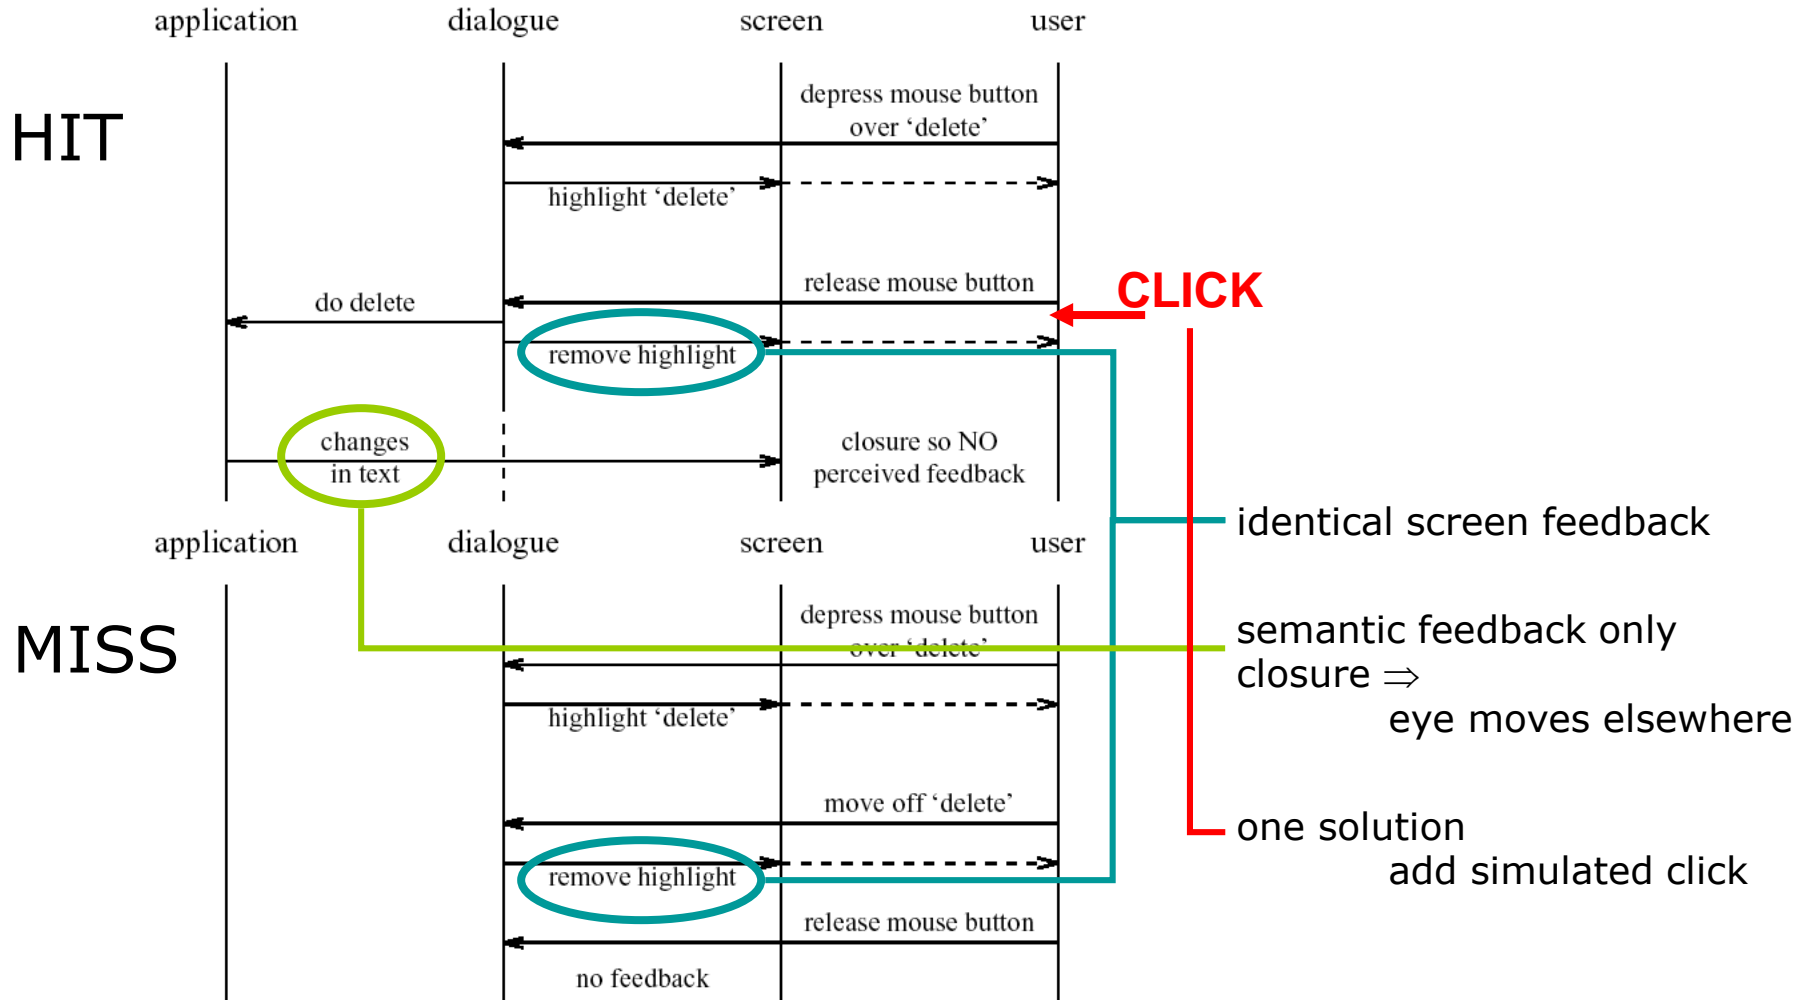 application dialogue screen user
HIT
depress mouse button
over ‘delete’
highlight ‘delete’
release mouse button
CLICK
do delete
remove highlight
changes
in text
closure so NO
perceived feedback
identical screen feedback
application dialogue screen user
MISS
depress mouse button
over ‘delete’
semantic feedback only
closure ⇒
eye moves elsewhere
highlight ‘delete’
move off ‘delete’
one solution
add simulated click
remove highlight
release mouse button
no feedback